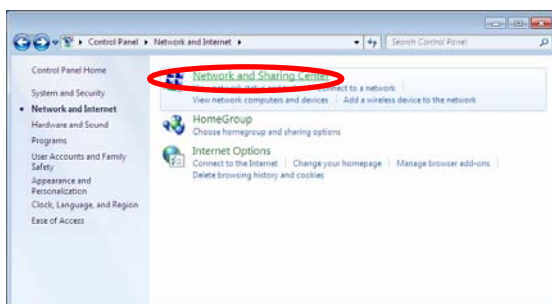 Control Panel ▸ Network and Internet ▸
Search Control Panel
Control Panel Home
System and Security
Network and Internet
Hardware and Sound
Programs
User Accounts and Family
Safety
Appearance and
Personalization
Clock, Language, and Region
Ease of Access
Network and Sharing Center
Connect to a network
View network computers and devices | Add a wireless device to the network
HomeGroup
Choose homegroup and sharing options
Internet Options
Connect to the Internet | Change your homepage | Manage browser add-ons
Delete browsing history and cookies